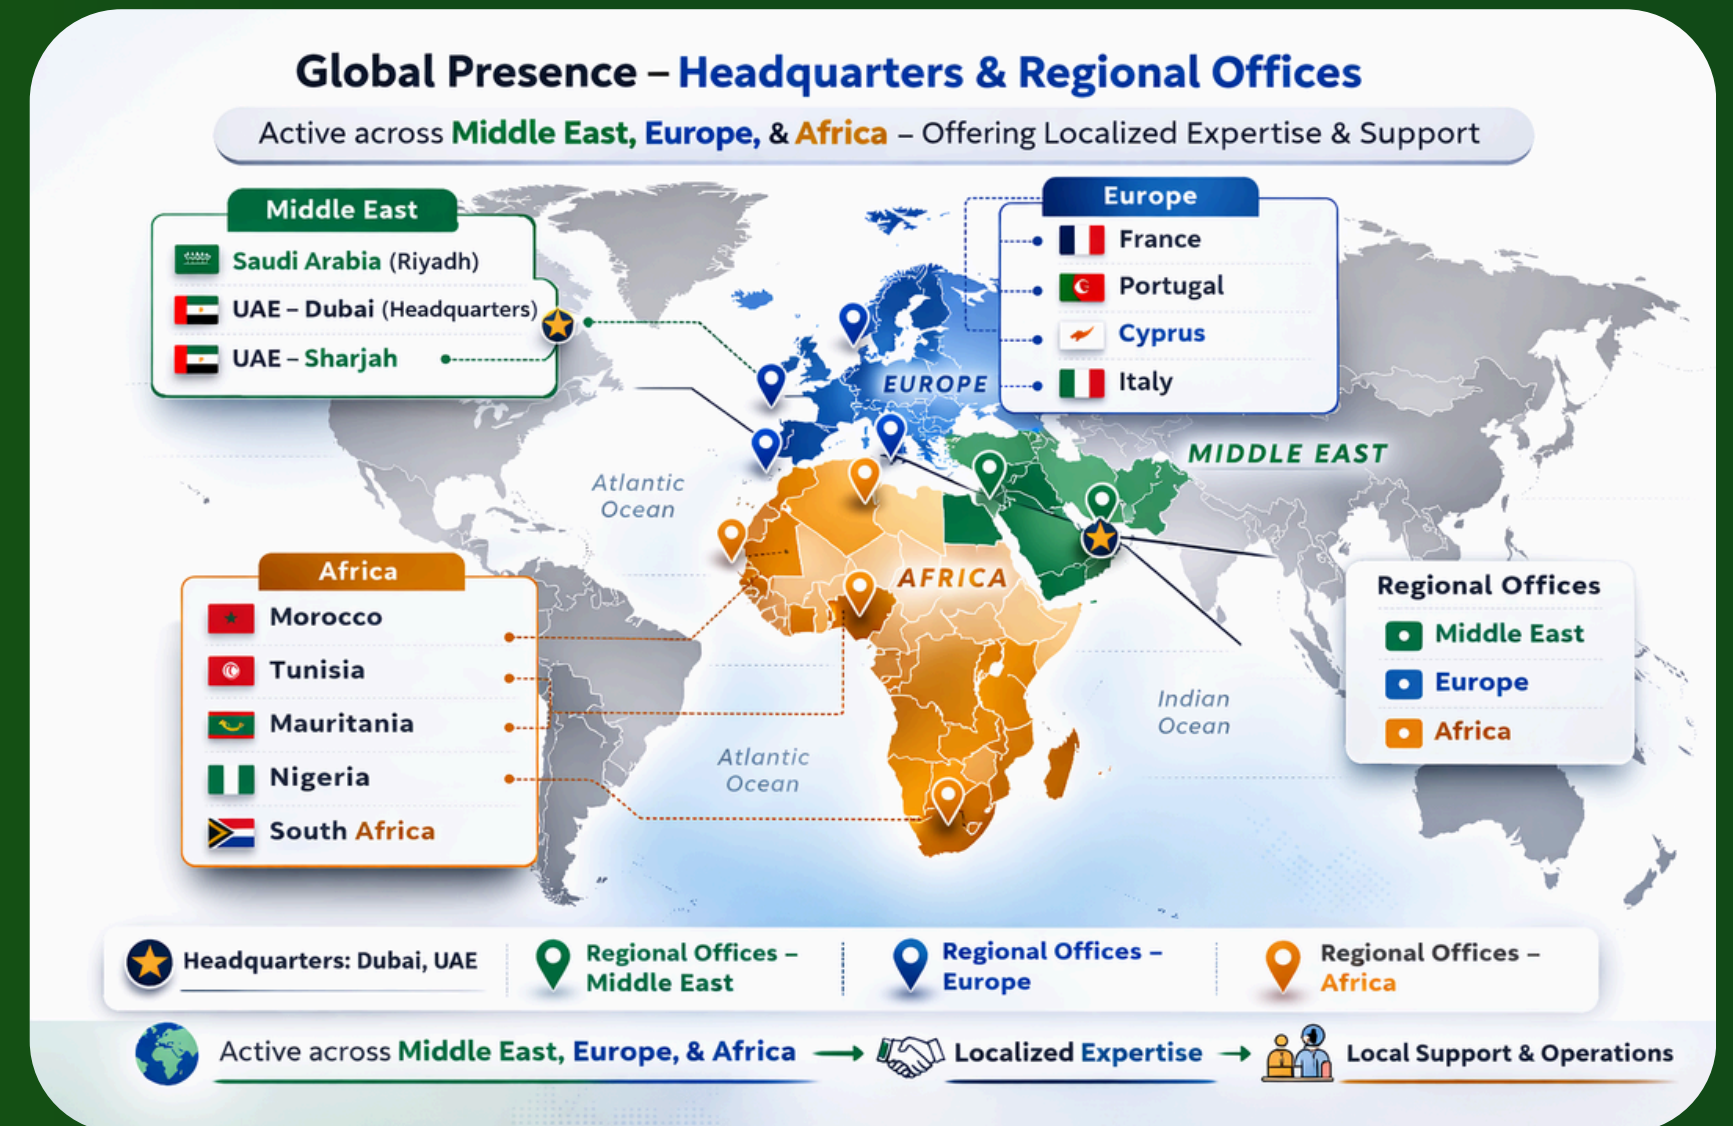 Global Presence – Headquarters & Regional Offices
Active across Middle East, Europe, & Africa – Offering Localized Expertise & Support
Middle East
Saudi Arabia (Riyadh)
UAE – Dubai (Headquarters)
UAE – Sharjah
Europe
France
Portugal
Cyprus
Italy
EUROPE
MIDDLE EAST
Atlantic
Ocean
AFRICA
Africa
Morocco
Tunisia
Mauritania
Nigeria
South Africa
Regional Offices
Middle East
Europe
Africa
Indian
Ocean
Atlantic
Ocean
Headquarters: Dubai, UAE
Regional Offices –
Middle East
Regional Offices –
Europe
Regional Offices –
Africa
Active across Middle East, Europe, & Africa
Localized Expertise
Local Support & Operations